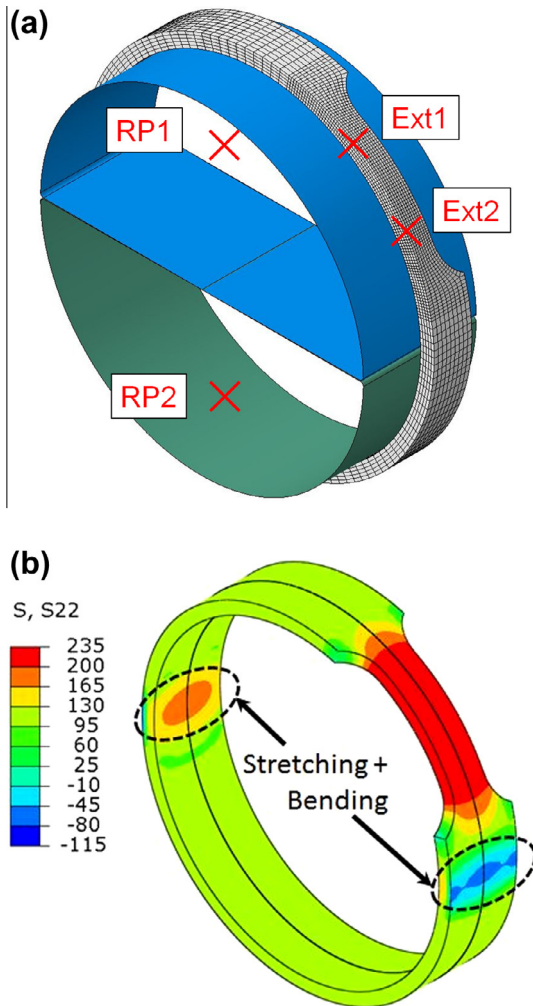 (a)
RP1
Ext1
Ext2
RP2
(b)
S, S22
235
200
165
130
95
60
25
-10
-45
-80
-115
Stretching +
Bending